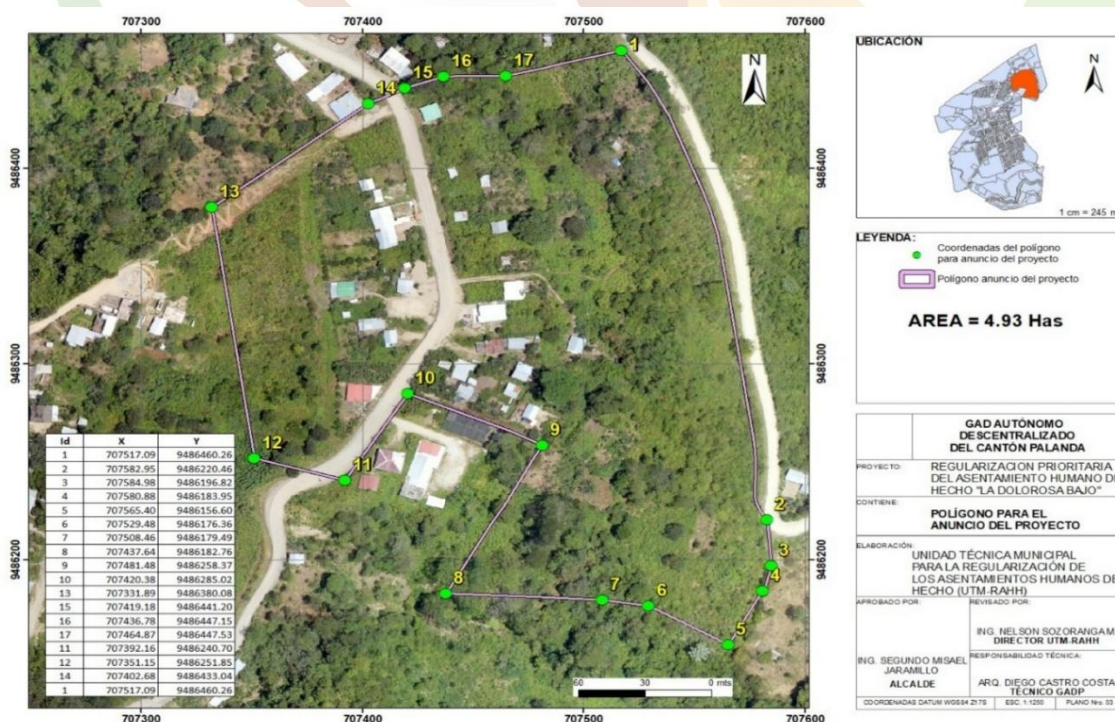 707300 707400 707500 707600
9486400 9486400
9486300 9486300
9486200 9486200
707300 707400 707500 707600
1
17
16
15
14
13
12
11
10
9
8
7
6
5
4
3
2
N
60 30 0 mts
Id X Y
1 707517.09 9486460.26
2 707582.95 9486220.46
3 707584.98 9486196.82
4 707580.88 9486183.95
5 707565.40 9486156.60
6 707529.48 9486176.36
7 707508.46 9486179.49
8 707437.64 9486182.76
9 707481.48 9486258.37
10 707420.38 9486285.02
13 707331.89 9486380.08
15 707419.18 9486441.20
16 707436.78 9486447.15
17 707464.87 9486447.53
11 707392.16 9486240.70
12 707351.15 9486251.85
14 707402.68 9486433.04
1 707517.09 9486460.26
UBICACIÓN
N
1 cm = 245 m
LEYENDA:
Coordenadas del polígono
para anuncio del proyecto
Polígono anuncio del proyecto
AREA = 4.93 Has
GAD AUTÓNOMO
DESCENTRALIZADO
DEL CANTÓN PALANDA
PROYECTO: REGULARIZACION PRIORITARIA
DEL ASENTAMIENTO HUMANO DE
HECHO "LA DOLOROSA BAJO"
CONTIENE:
POLÍGONO PARA EL
ANUNCIO DEL PROYECTO
ELABORACIÓN:
UNIDAD TÉCNICA MUNICIPAL
PARA LA REGULARIZACIÓN DE
LOS ASENTAMIENTOS HUMANOS DE
HECHO (UTM-RAHH)
APROBADO POR:
ING. SEGUNDO MISAEL
JARAMILLO
ALCALDE
REVISADO POR:
ING. NELSON SOZORANGA M.
DIRECTOR UTM-RAHH
RESPONSABILIDAD TÉCNICA:
ARQ. DIEGO CASTRO COSTA
TÉCNICO GADP
COORDENADAS DATUM WGS84 Z17S ESC. 1:1250 PLANO Nro.